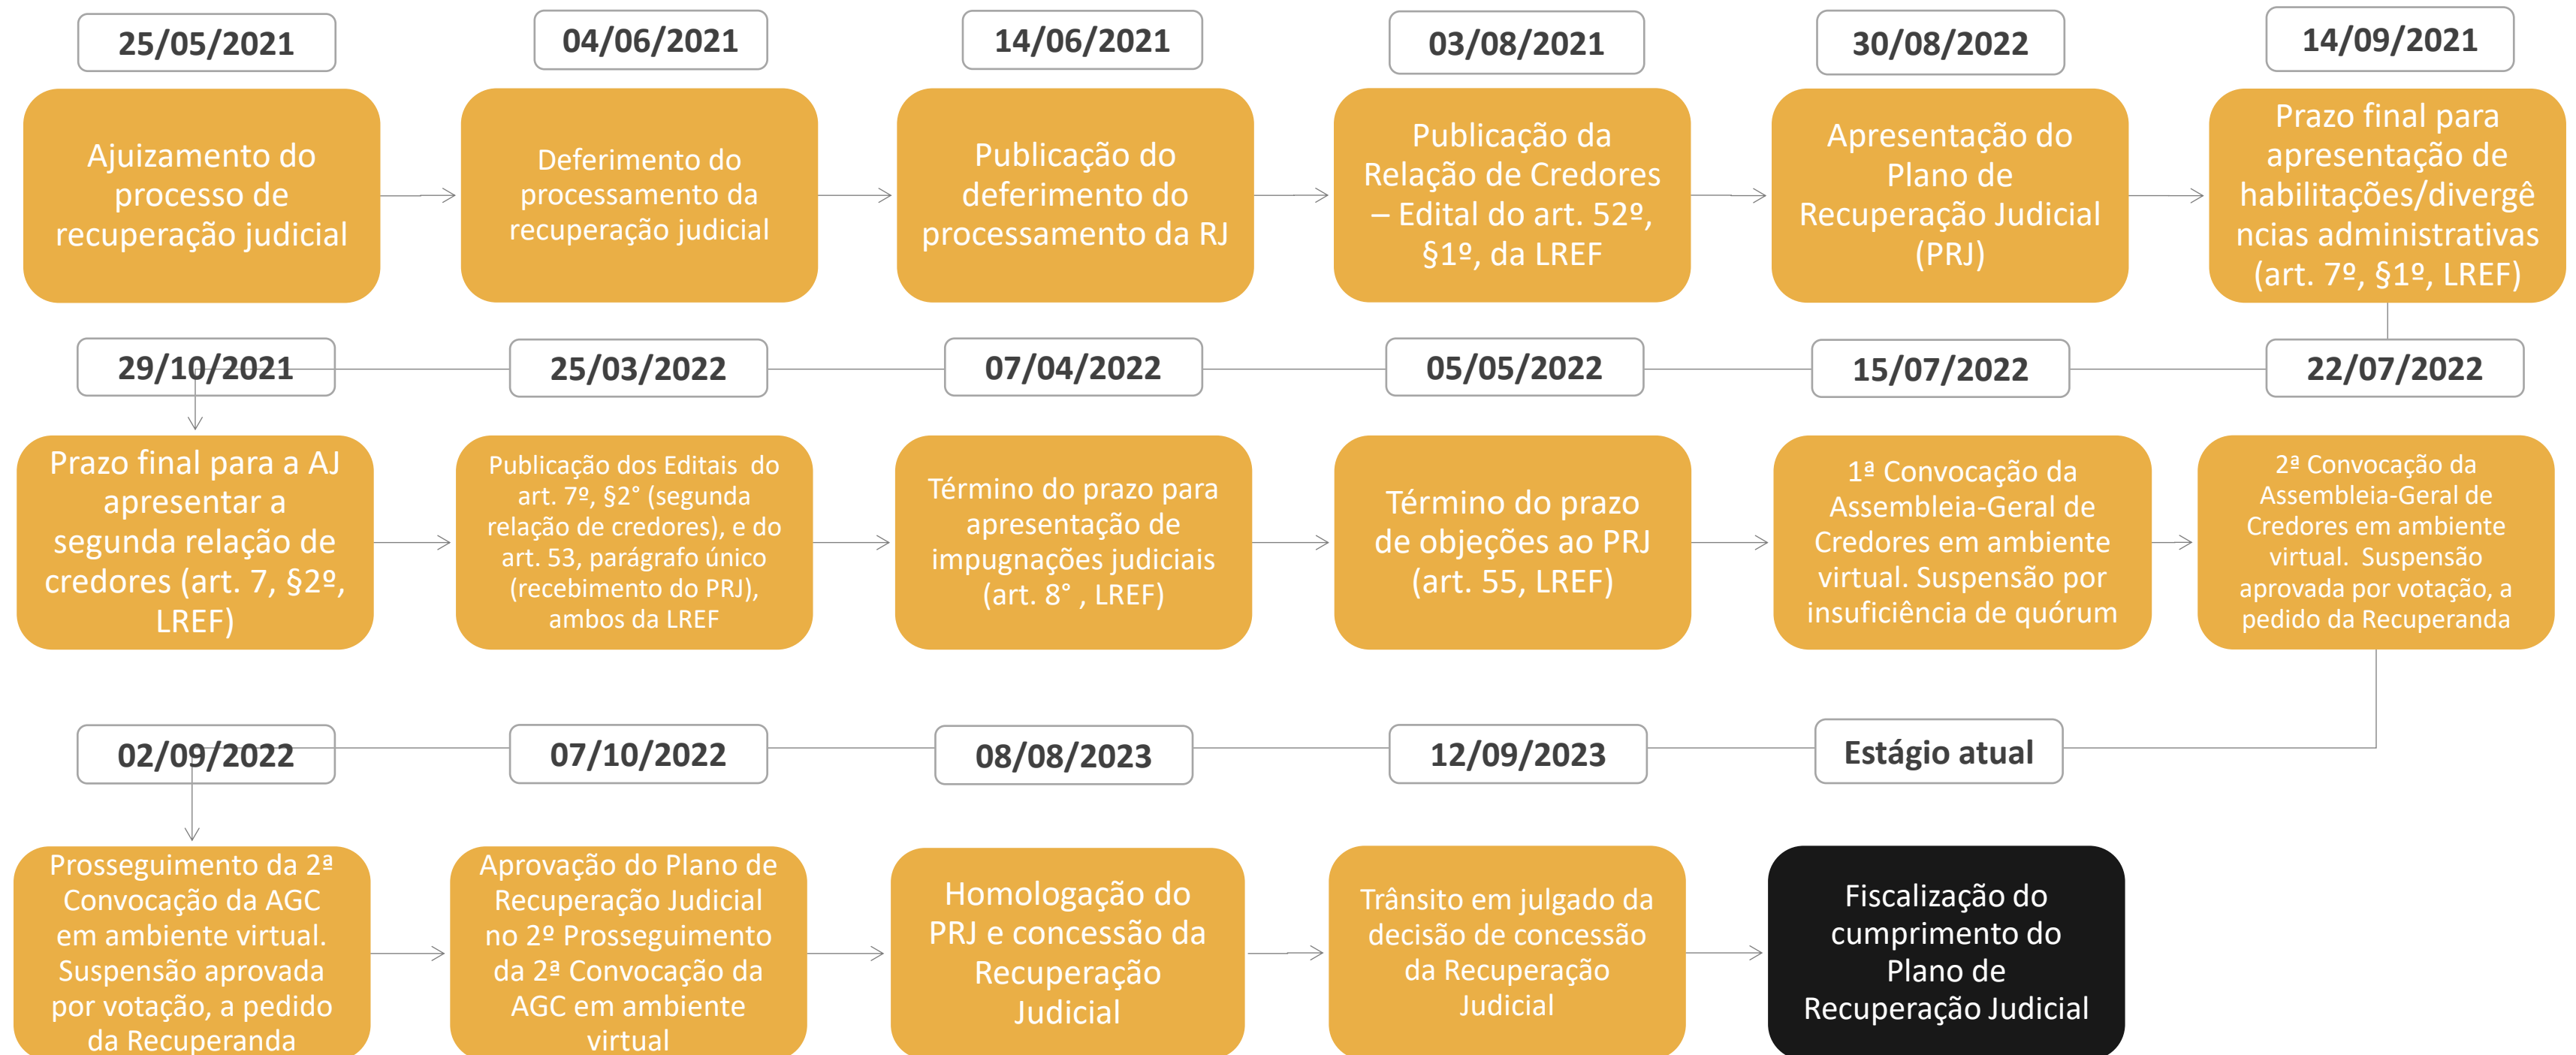 25/05/2021
Ajuizamento do
processo de
recuperação judicial
04/06/2021
Deferimento do
processamento da
recuperação judicial
14/06/2021
Publicação do
deferimento do
processamento da RJ
03/08/2021
Publicação da
Relação de Credores
– Edital do art. 52º,
§1º, da LREF
30/08/2022
Apresentação do
Plano de
Recuperação Judicial
(PRJ)
14/09/2021
Prazo final para
apresentação de
habilitações/divergê
ncias administrativas
(art. 7º, §1º, LREF)
29/10/2021
Prazo final para a AJ
apresentar a
segunda relação de
credores (art. 7, §2º,
LREF)
25/03/2022
Publicação dos Editais do
art. 7º, §2° (segunda
relação de credores), e do
art. 53, parágrafo único
(recebimento do PRJ),
ambos da LREF
07/04/2022
Término do prazo para
apresentação de
impugnações judiciais
(art. 8° , LREF)
05/05/2022
Término do prazo
de objeções ao PRJ
(art. 55, LREF)
15/07/2022
1ª Convocação da
Assembleia-Geral de
Credores em ambiente
virtual. Suspensão por
insuficiência de quórum
22/07/2022
2ª Convocação da
Assembleia-Geral de
Credores em ambiente
virtual. Suspensão
aprovada por votação, a
pedido da Recuperanda
02/09/2022
Prosseguimento da 2ª
Convocação da AGC
em ambiente virtual.
Suspensão aprovada
por votação, a pedido
da Recuperanda
07/10/2022
Aprovação do Plano de
Recuperação Judicial
no 2º Prosseguimento
da 2ª Convocação da
AGC em ambiente
virtual
08/08/2023
Homologação do
PRJ e concessão da
Recuperação
Judicial
12/09/2023
Trânsito em julgado da
decisão de concessão
da Recuperação
Judicial
Estágio atual
Fiscalização do
cumprimento do
Plano de
Recuperação Judicial